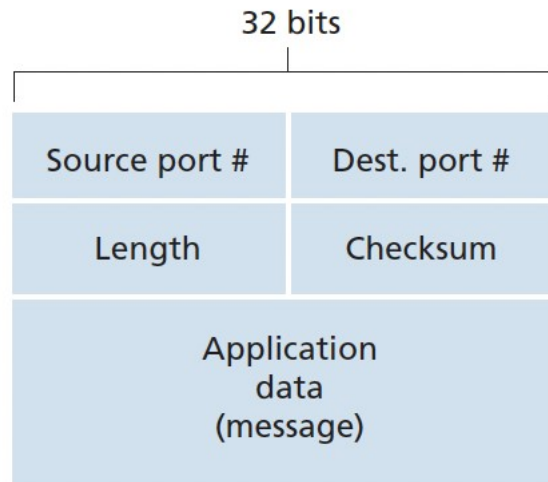 32 bits
Source port # Dest. port #
Length Checksum
Application
data
(message)